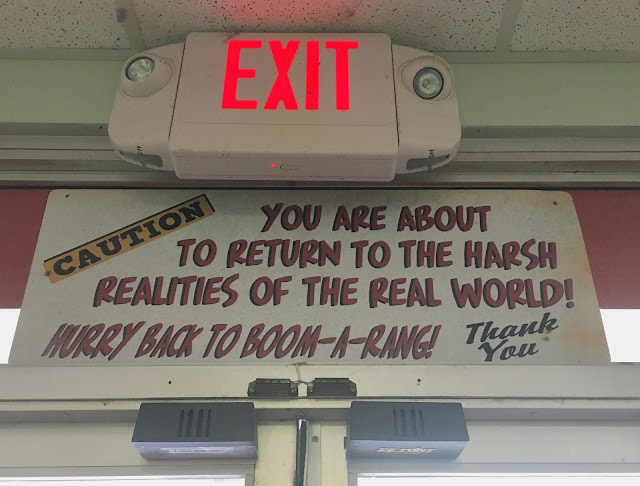 EXIT
CAUTION
YOU ARE ABOUT
TO RETURN TO THE HARSH
REALITIES OF THE REAL WORLD!
HURRY BACK TO BOOM-A-RANG!
Thank
You